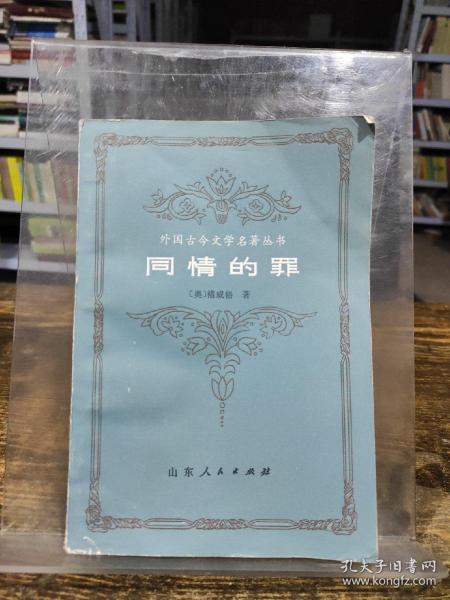 外国古今文学名著丛书
同情的罪
〔奥〕褚威格 著
山东人民出版社
孔夫子旧书网
www.kongfz.com